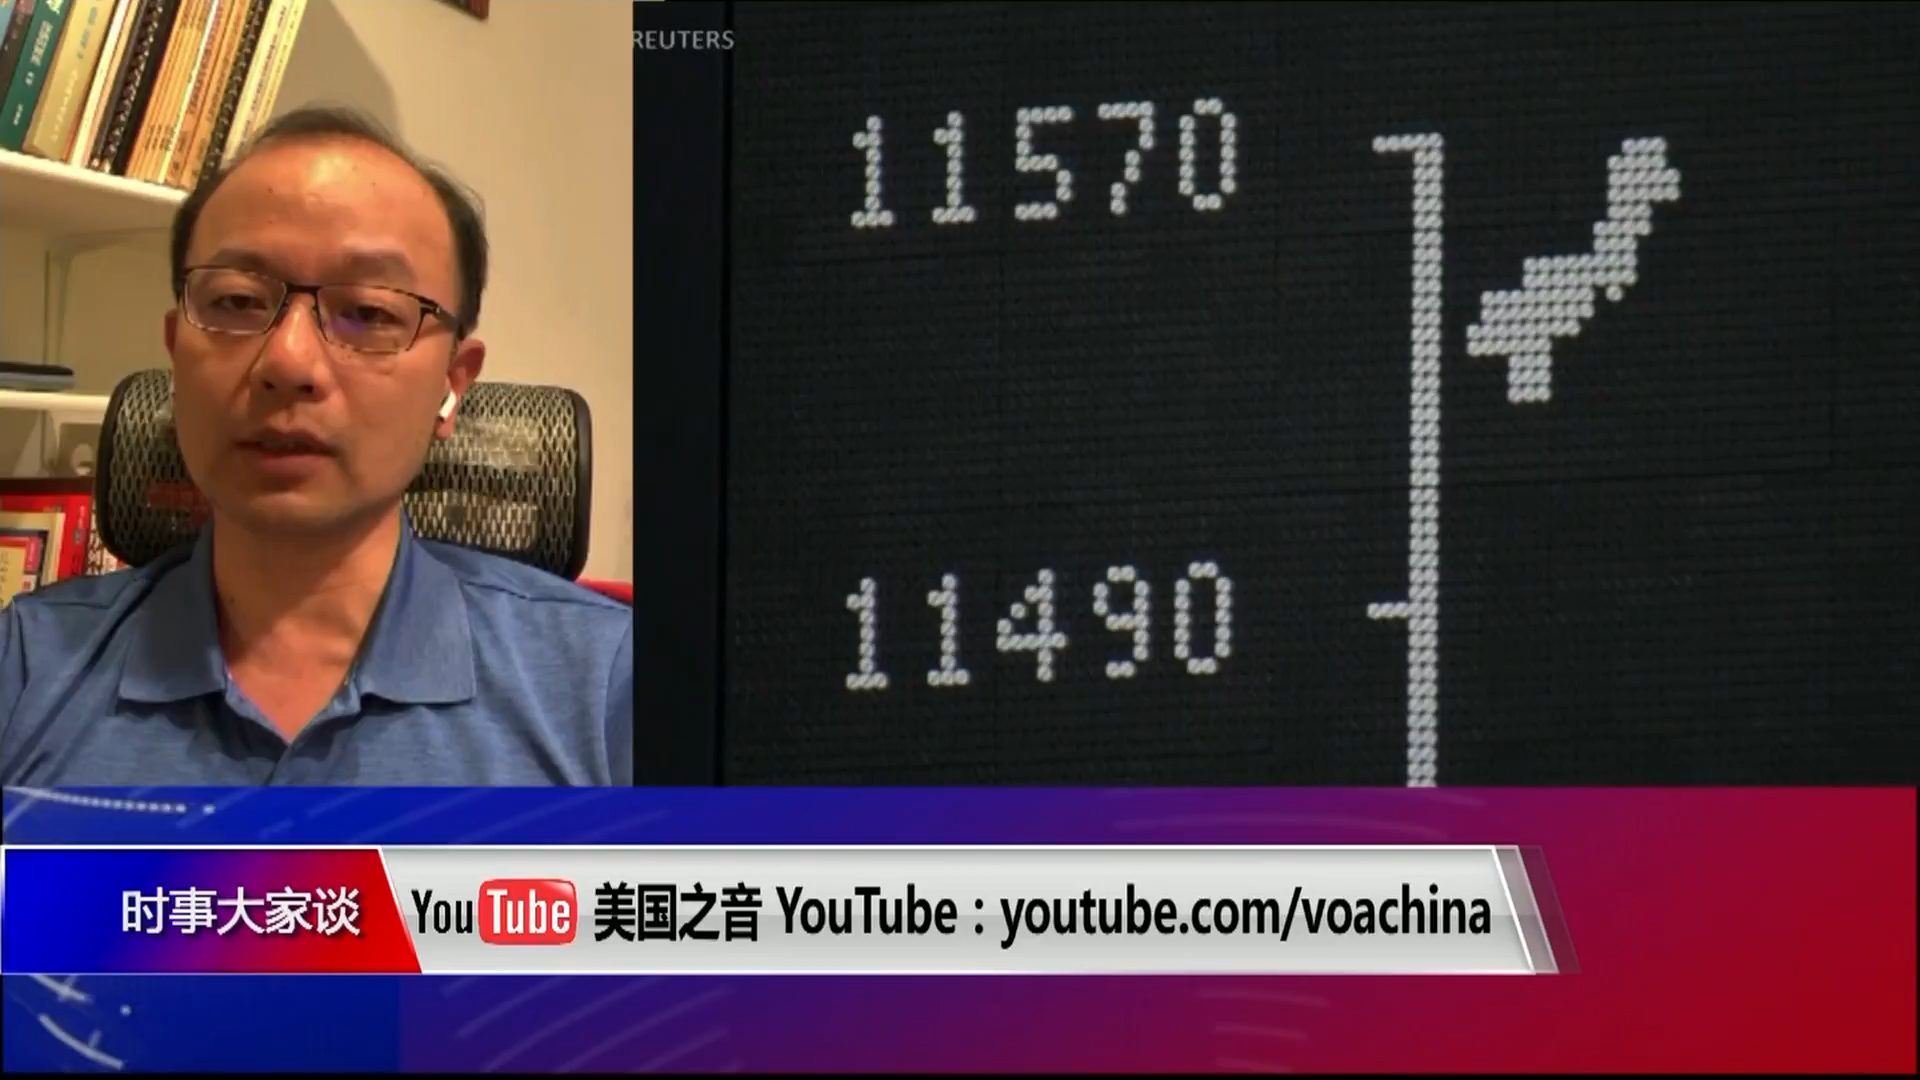 REUTERS
11570
11490
时事大家谈
YouTube 美国之音 YouTube : youtube.com/voachina